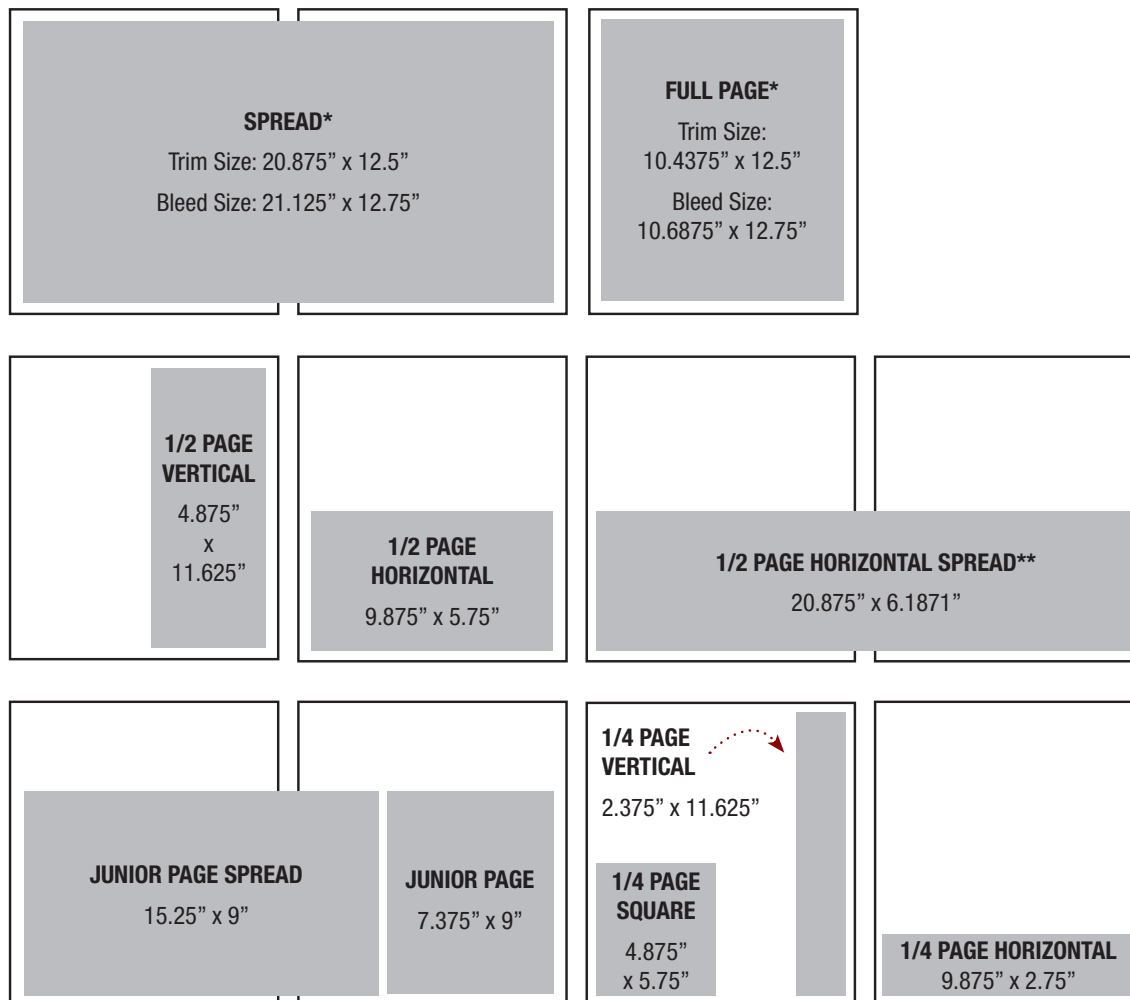 SPREAD*
Trim Size: 20.875” x 12.5”
Bleed Size: 21.125” x 12.75”
FULL PAGE*
Trim Size:
10.4375” x 12.5”
Bleed Size:
10.6875” x 12.75”
1/2 PAGE
VERTICAL
4.875”
x
11.625”
1/2 PAGE
HORIZONTAL
9.875” x 5.75”
1/2 PAGE HORIZONTAL SPREAD**
20.875” x 6.1871”
JUNIOR PAGE SPREAD
15.25” x 9”
JUNIOR PAGE
7.375” x 9”
1/4 PAGE
VERTICAL
2.375” x 11.625”
1/4 PAGE
SQUARE
4.875”
x 5.75”
1/4 PAGE HORIZONTAL
9.875” x 2.75”